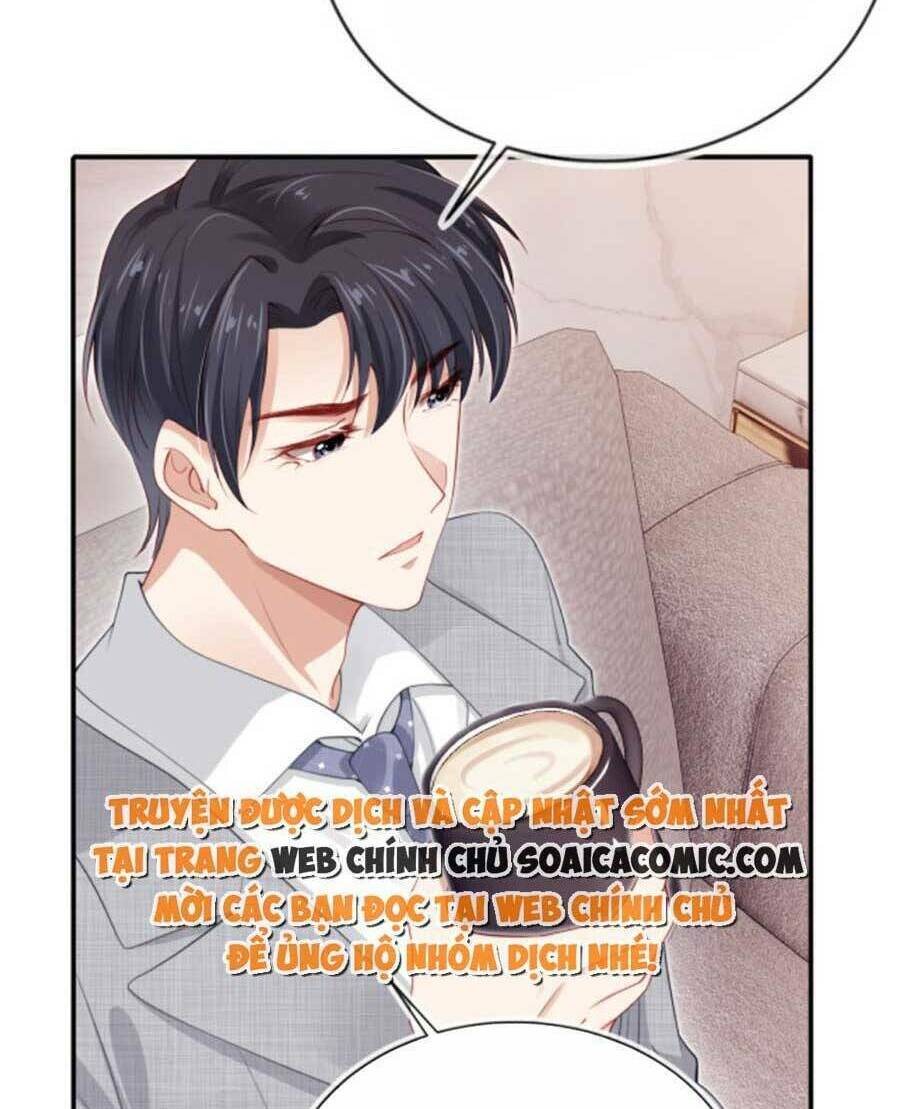 TRUYỆN ĐƯỢC DỊCH VÀ CẬP NHẬT SỚM NHẤT
TẠI TRANG WEB CHÍNH CHỦ SOAICACOMIC.COM
MỜI CÁC BẠN ĐỌC TẠI WEB CHÍNH CHỦ
ĐỂ ỦNG HỘ NHÓM DỊCH NHÉ!